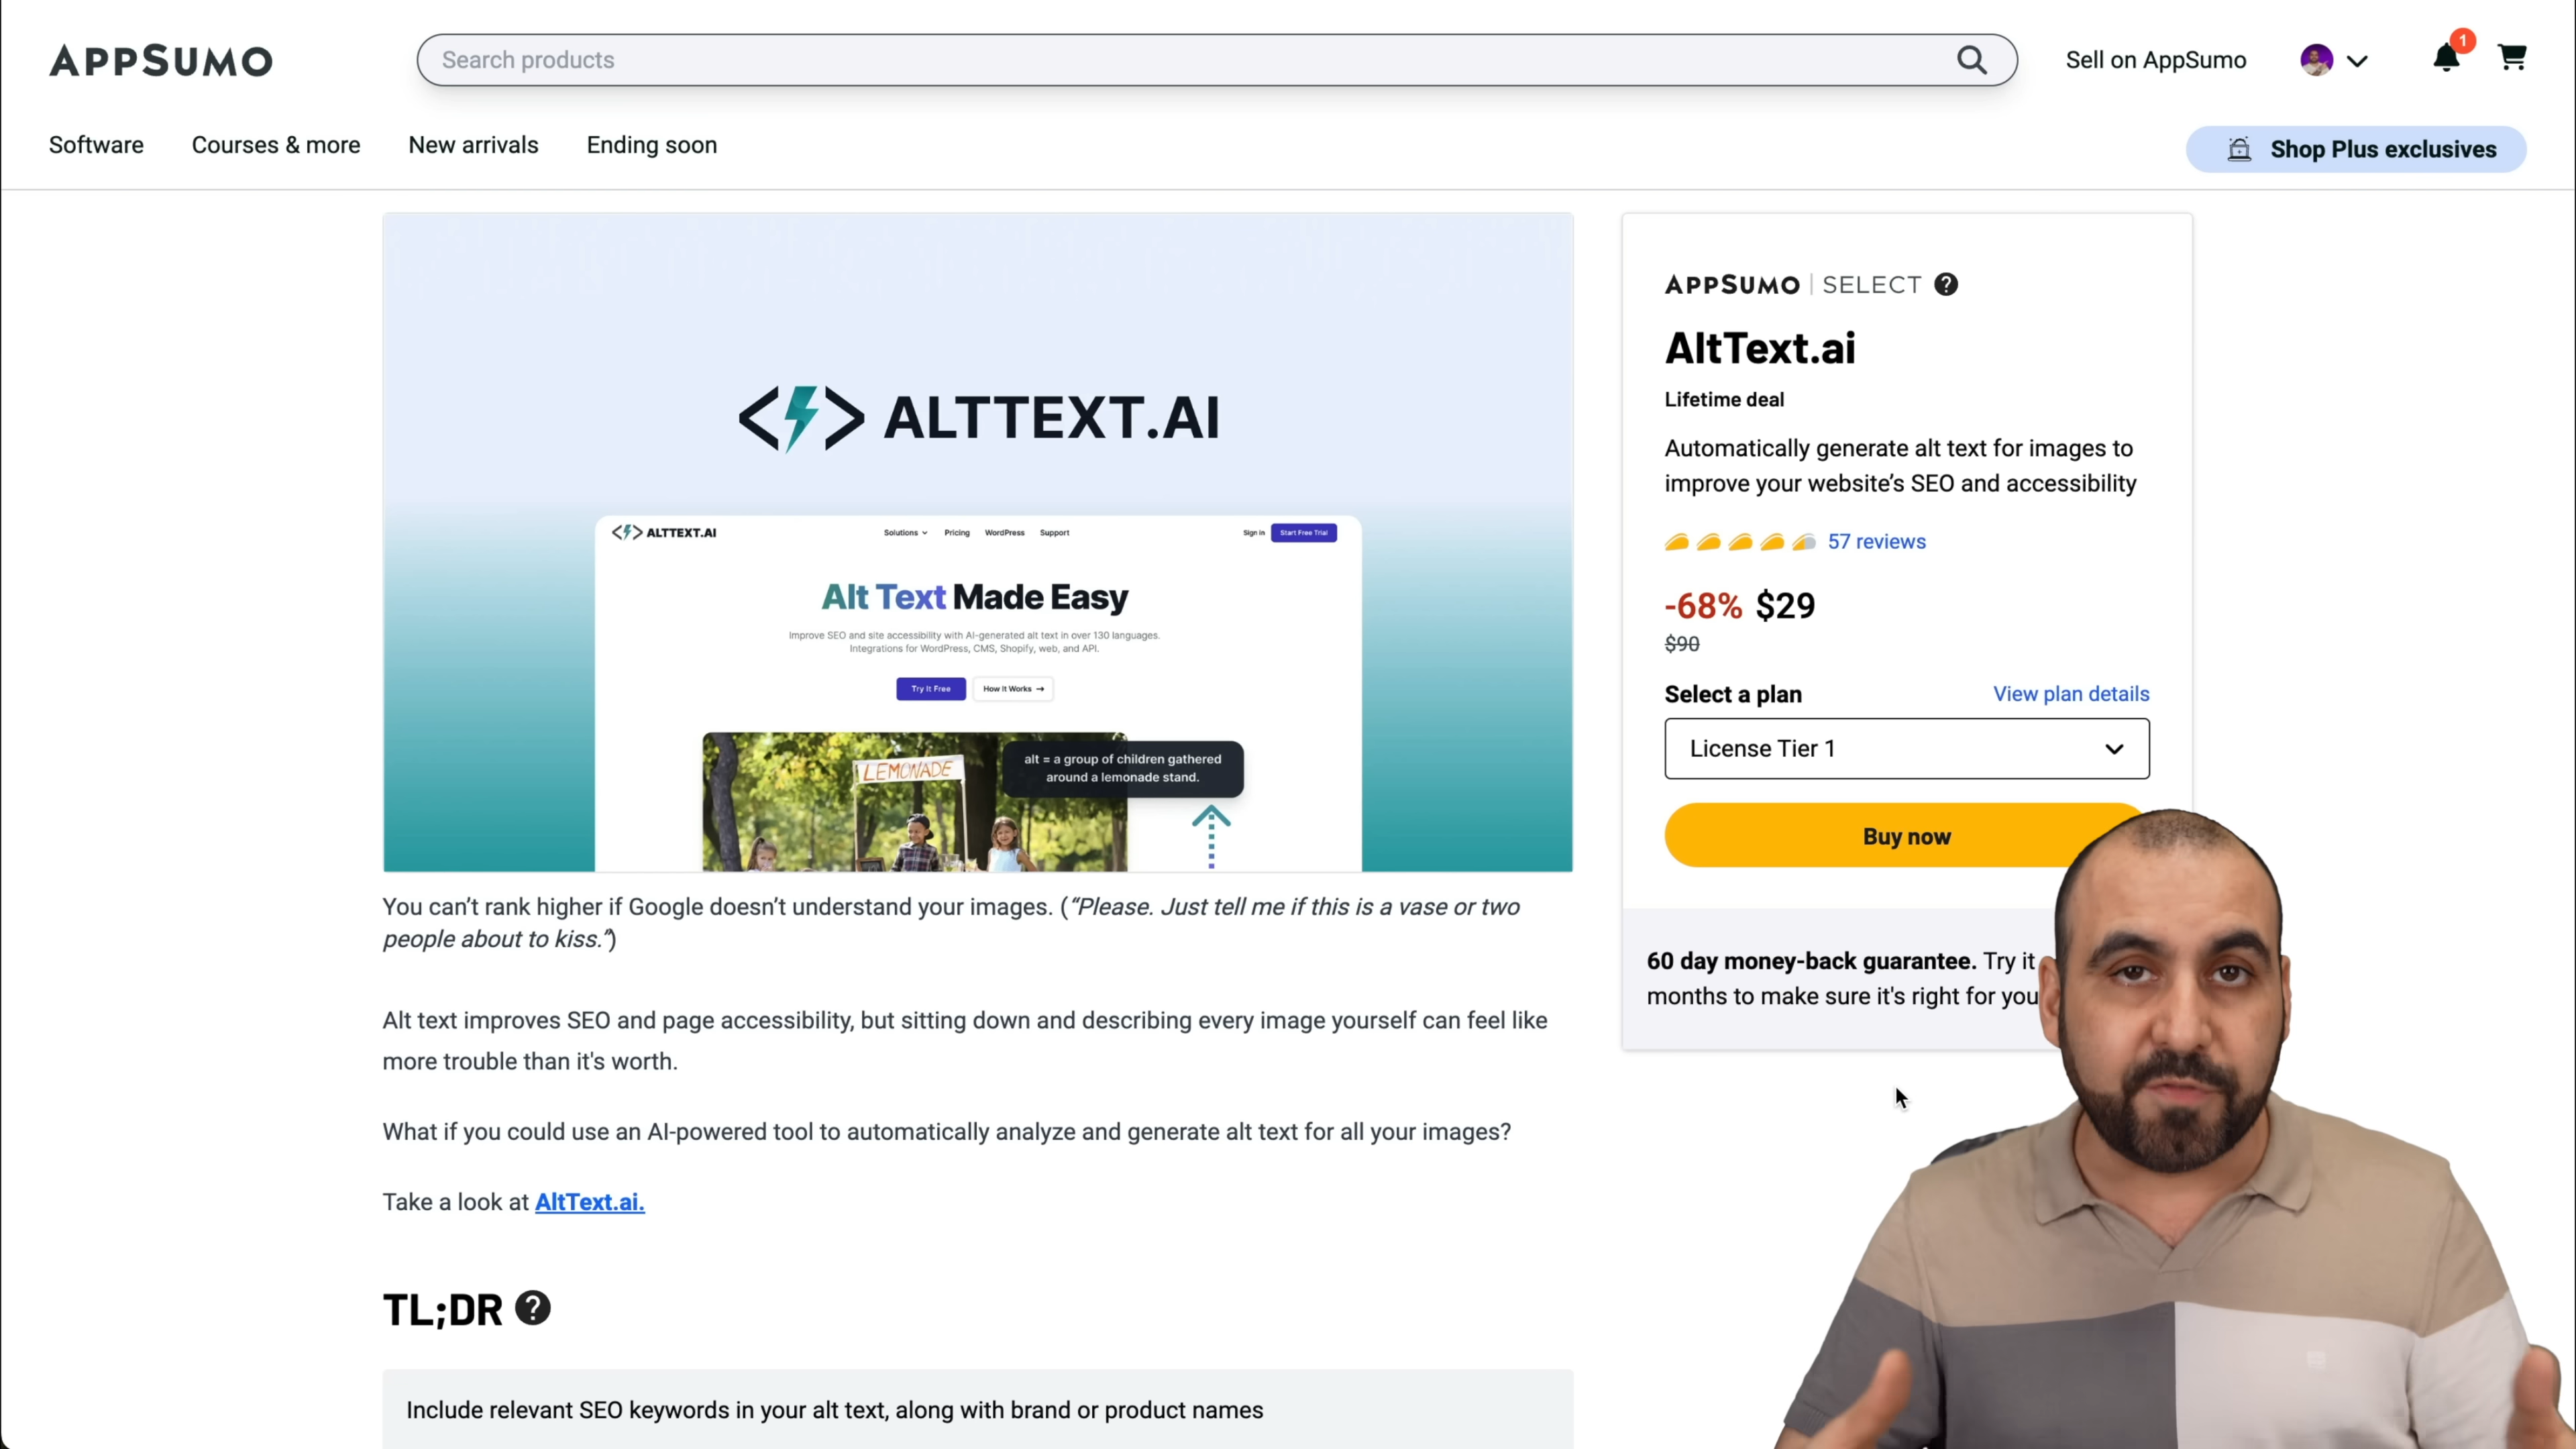 APPSUMO
Search products
Sell on AppSumo
1
Software
Courses & more
New arrivals
Ending soon
Shop Plus exclusives
ALTTEXT.AI
ALTTEXT.AI
Solutions
Pricing
WordPress
Support
Sign in
Start Free Trial
Alt Text Made Easy
Improve SEO and site accessibility with AI-generated alt text in over 130 languages.
Integrations for WordPress, CMS, Shopify, web, and API.
Try It Free
How It Works →
LEMONADE
alt = a group of children gathered
around a lemonade stand.
You can’t rank higher if Google doesn’t understand your images. (“Please. Just tell me if this is a vase or two
people about to kiss.”)
Alt text improves SEO and page accessibility, but sitting down and describing every image yourself can feel like
more trouble than it's worth.
What if you could use an AI-powered tool to automatically analyze and generate alt text for all your images?
Take a look at AltText.ai.
TL;DR ?
Include relevant SEO keywords in your alt text, along with brand or product names
APPSUMO | SELECT ?
AltText.ai
Lifetime deal
Automatically generate alt text for images to
improve your website’s SEO and accessibility
57 reviews
-68% $29
$90
Select a plan
View plan details
License Tier 1
Buy now
60 day money-back guarantee. Try it
months to make sure it's right for you